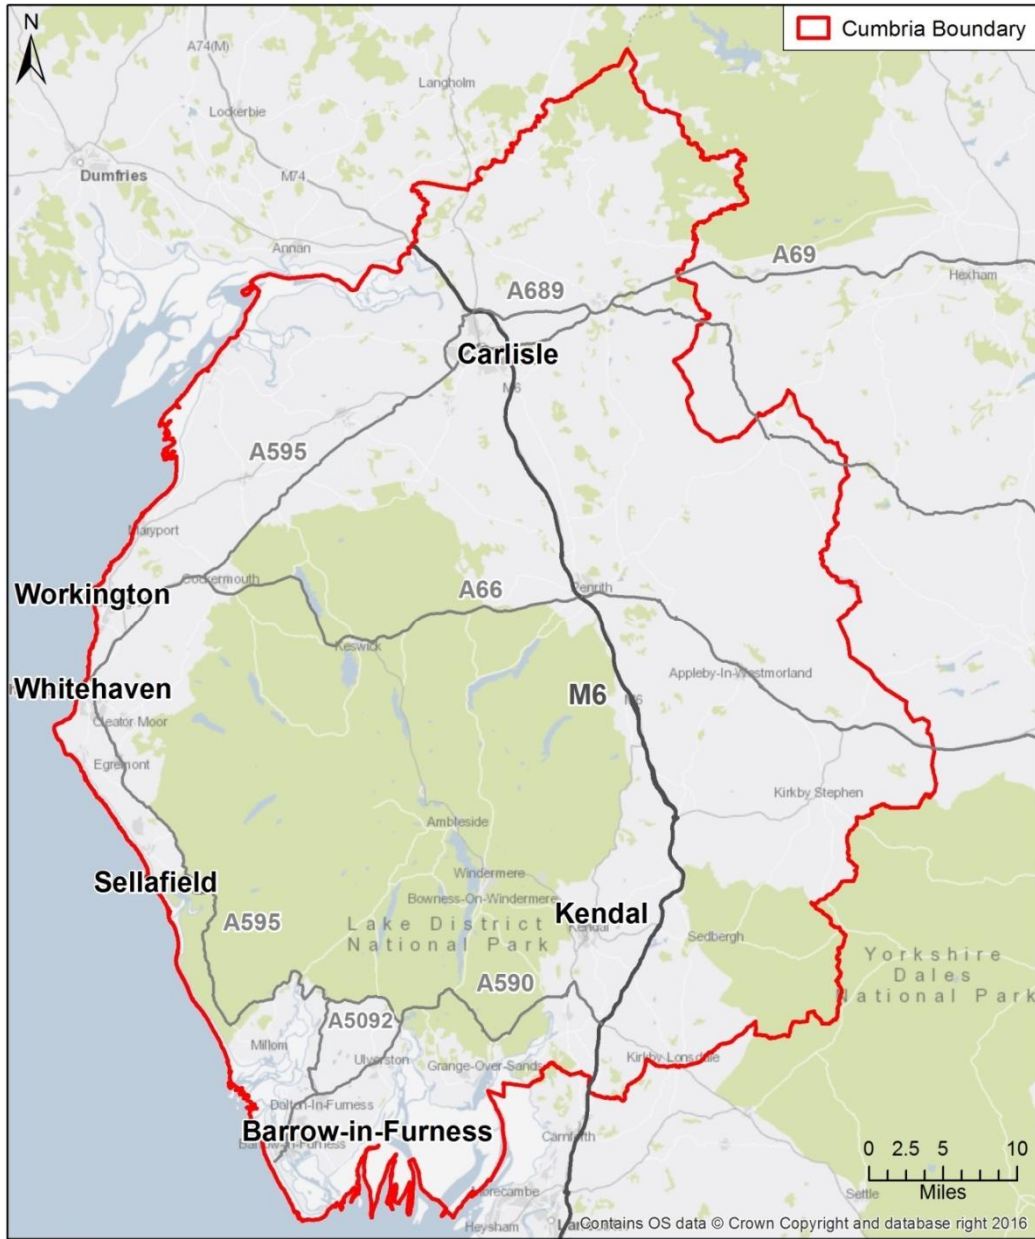 N
Cumbria Boundary
A74(M)
Langholm
Lockerbie
Dumfries
M74
Annan
A69
Hexham
A689
Carlisle
M6
A595
Maryport
Cockermouth
Workington
A66
Penrith
Keswick
Appleby-In-Westmorland
Whitehaven
M6
M6
Cleator Moor
Egremont
Kirkby Stephen
Ambleside
Sellafield
Windermere
Bowness-On-Windermere
Kendal
Kendal
A595
Lake District
National Park
Sedbergh
Yorkshire
Dales
National Park
A590
A5092
Millom
Ulverston
Grange-Over-Sands
Kirkby Lonsdale
Dalton-In-Furness
Barrow-in-Furness
Barrow-In-Furness
Carnforth
0 2.5 5 10
Miles
Morecambe
Settle
Heysham
Contains OS data © Crown Copyright and database right 2016